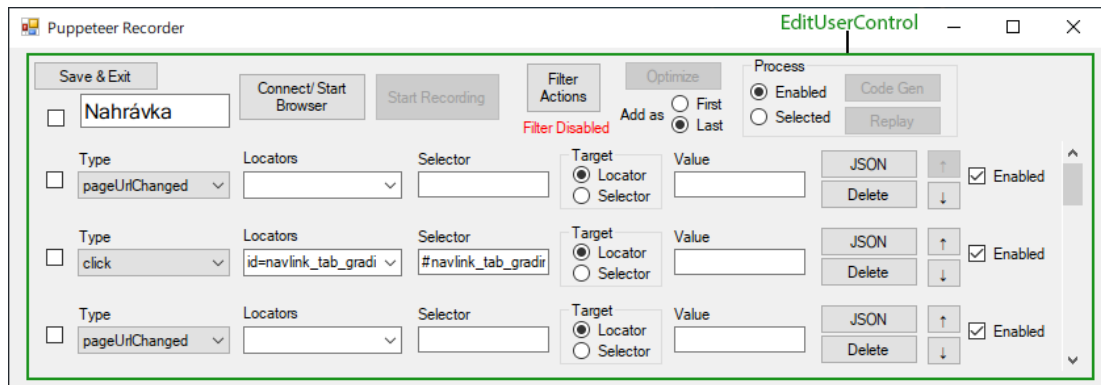 EditUserControl
Puppeteer Recorder
Save & Exit
Nahrávka
Connect/ Start
Browser
Start Recording
Filter
Actions
Filter Disabled
Optimize
Add as
First
Last
Process
Enabled
Selected
Code Gen
Replay
Type Locators Selector Target Value
pageUrlChanged
Locator
Selector
JSON
Delete
↑
↓
Enabled
Type Locators Selector Target Value
click
id=navlink_tab_gradi
#navlink_tab_gradir
Locator
Selector
JSON
Delete
↑
↓
Enabled
Type Locators Selector Target Value
pageUrlChanged
Locator
Selector
JSON
Delete
↑
↓
Enabled